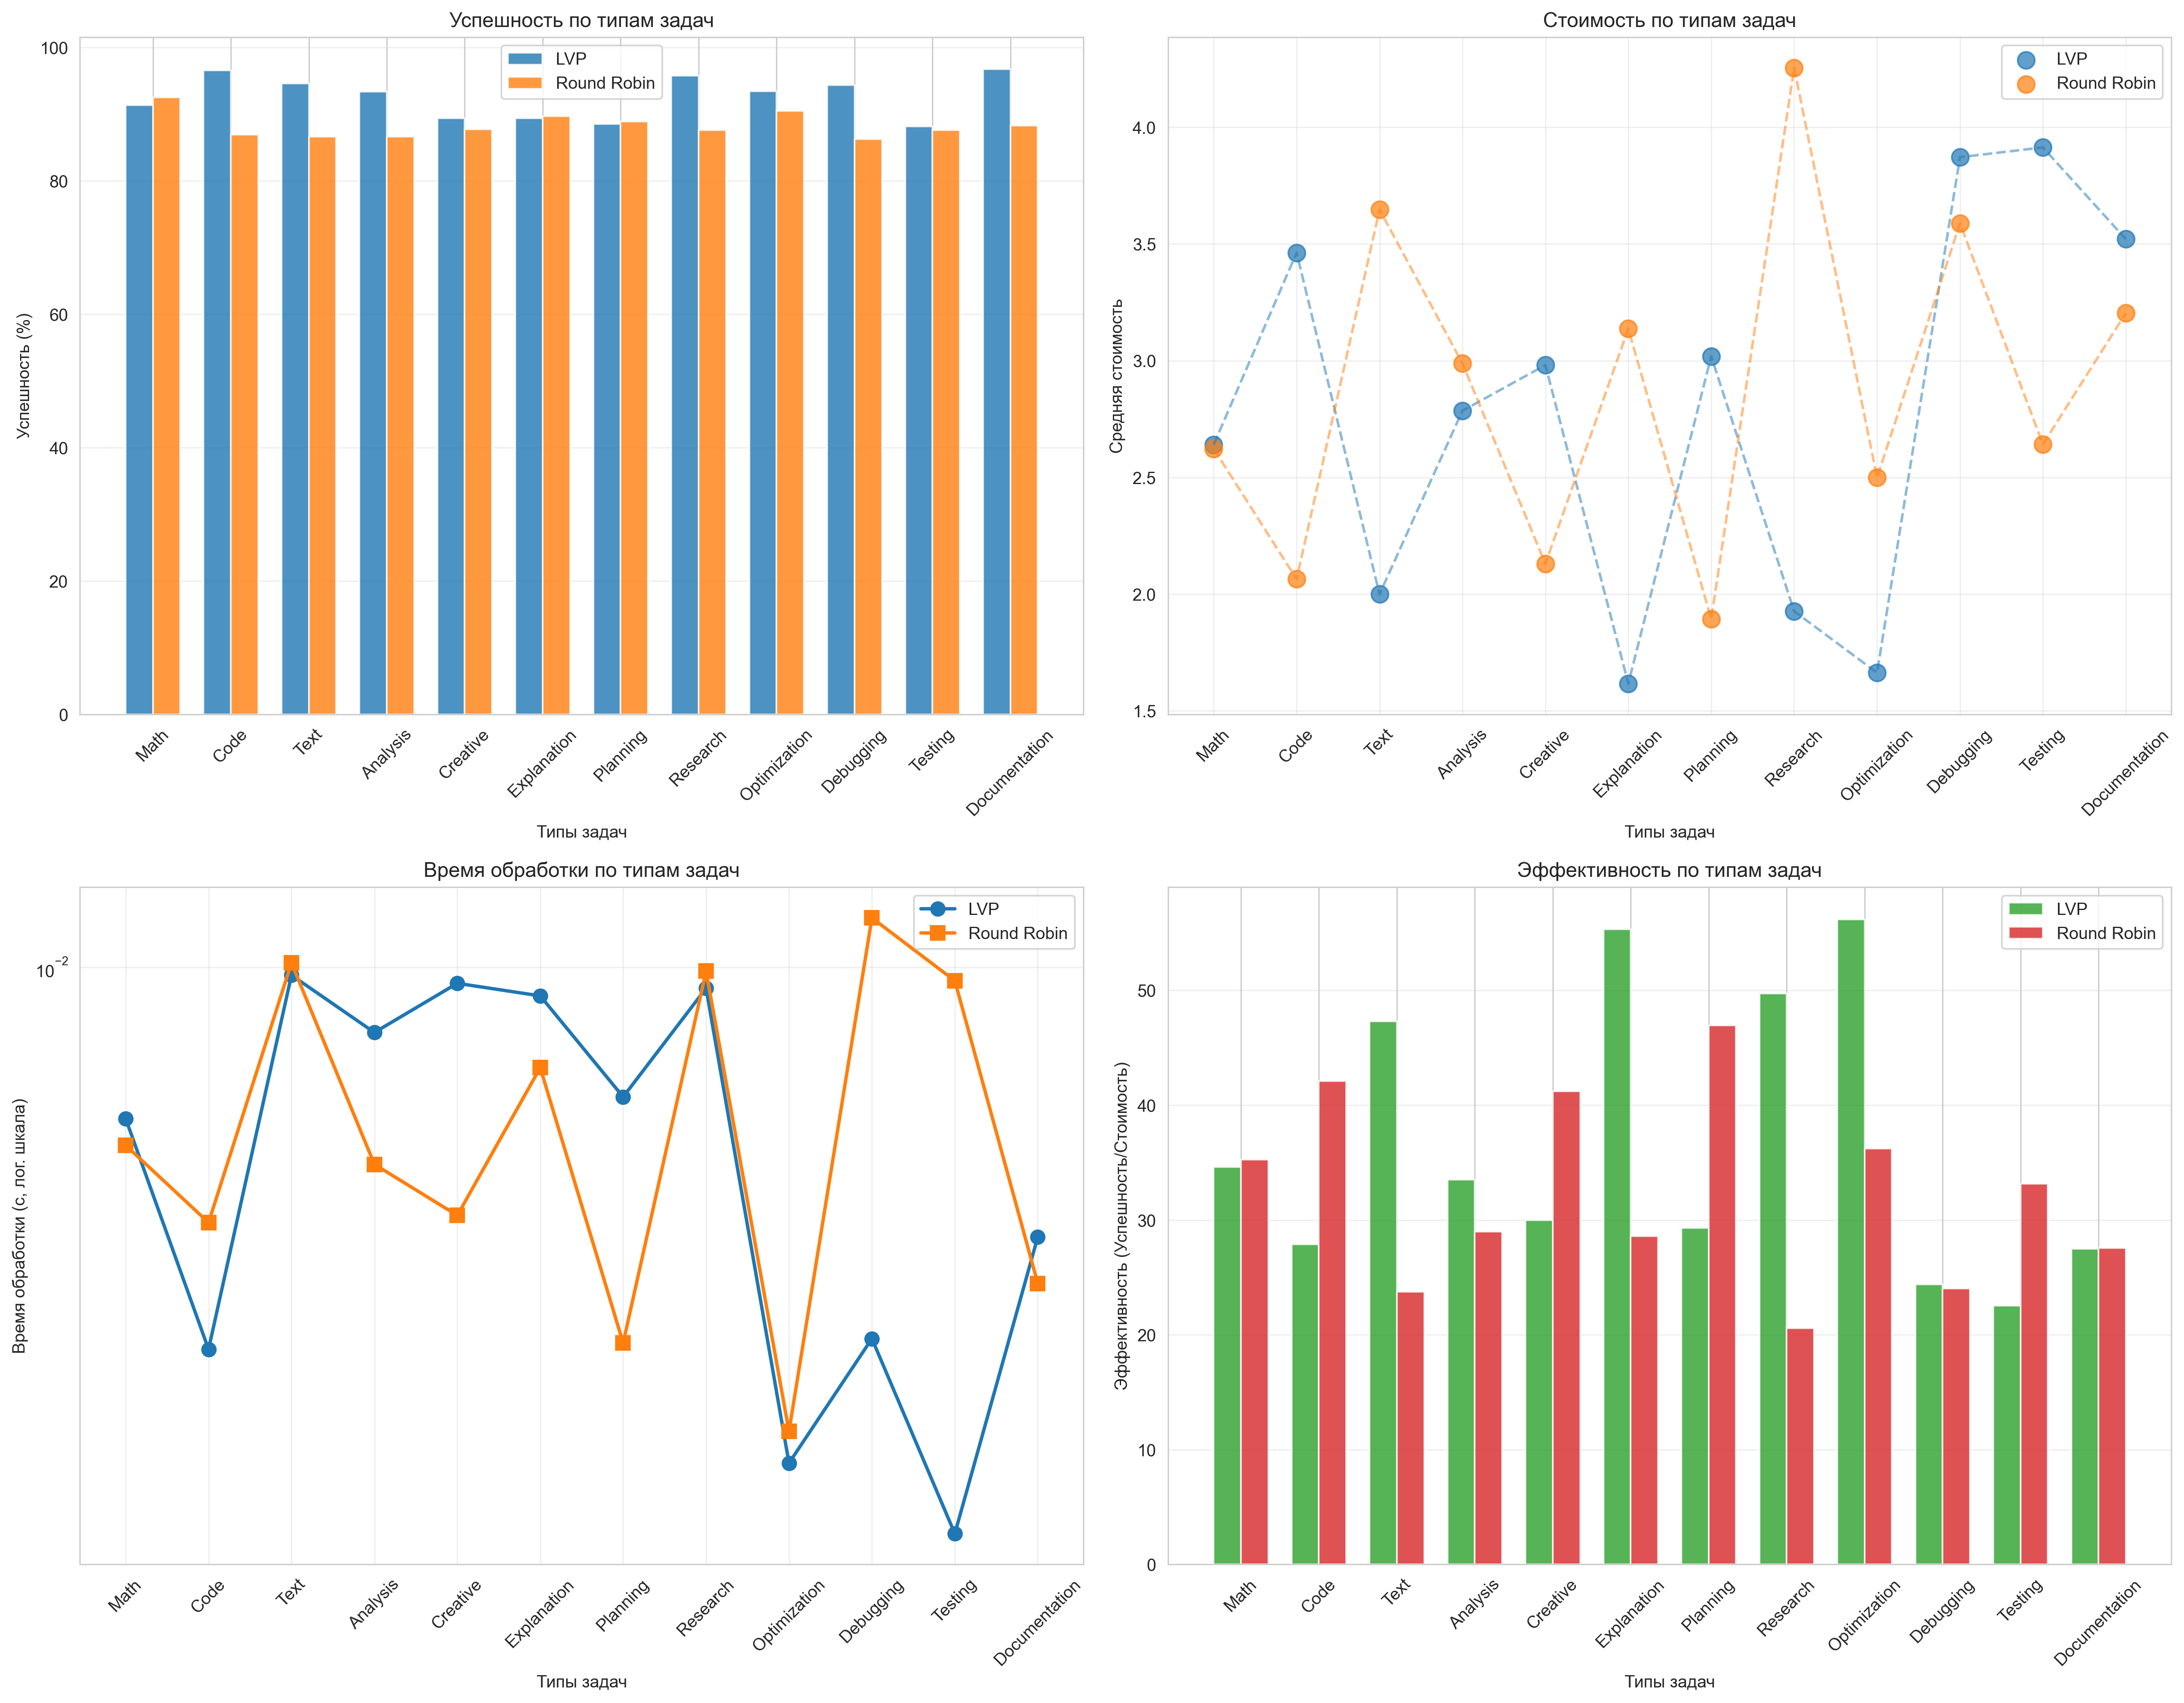 Успешность по типам задач
Успешность (%)
100
80
60
40
20
0
LVP
Round Robin
Math
Code
Text
Analysis
Creative
Explanation
Planning
Research
Optimization
Debugging
Testing
Documentation
Типы задач
Стоимость по типам задач
Средняя стоимость
4.0
3.5
3.0
2.5
2.0
1.5
LVP
Round Robin
Math
Code
Text
Analysis
Creative
Explanation
Planning
Research
Optimization
Debugging
Testing
Documentation
Типы задач
Время обработки по типам задач
Время обработки (с, лог. шкала)
10⁻²
LVP
Round Robin
Math
Code
Text
Analysis
Creative
Explanation
Planning
Research
Optimization
Debugging
Testing
Documentation
Типы задач
Эффективность по типам задач
Эффективность (Успешность/Стоимость)
50
40
30
20
10
0
LVP
Round Robin
Math
Code
Text
Analysis
Creative
Explanation
Planning
Research
Optimization
Debugging
Testing
Documentation
Типы задач